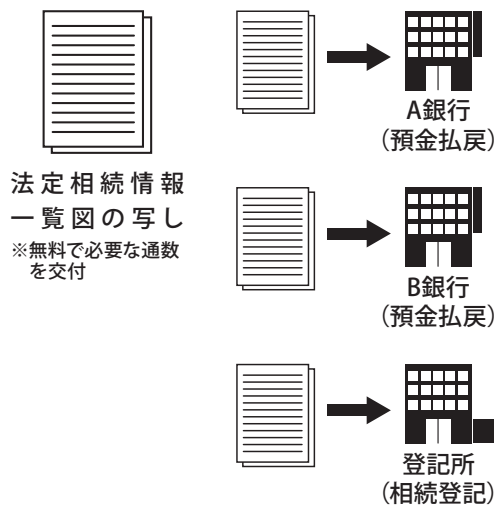 法定相続情報
一覧図の写し
※無料で必要な通数
を交付
A銀行
（預金払戻）
B銀行
（預金払戻）
登記所
（相続登記）